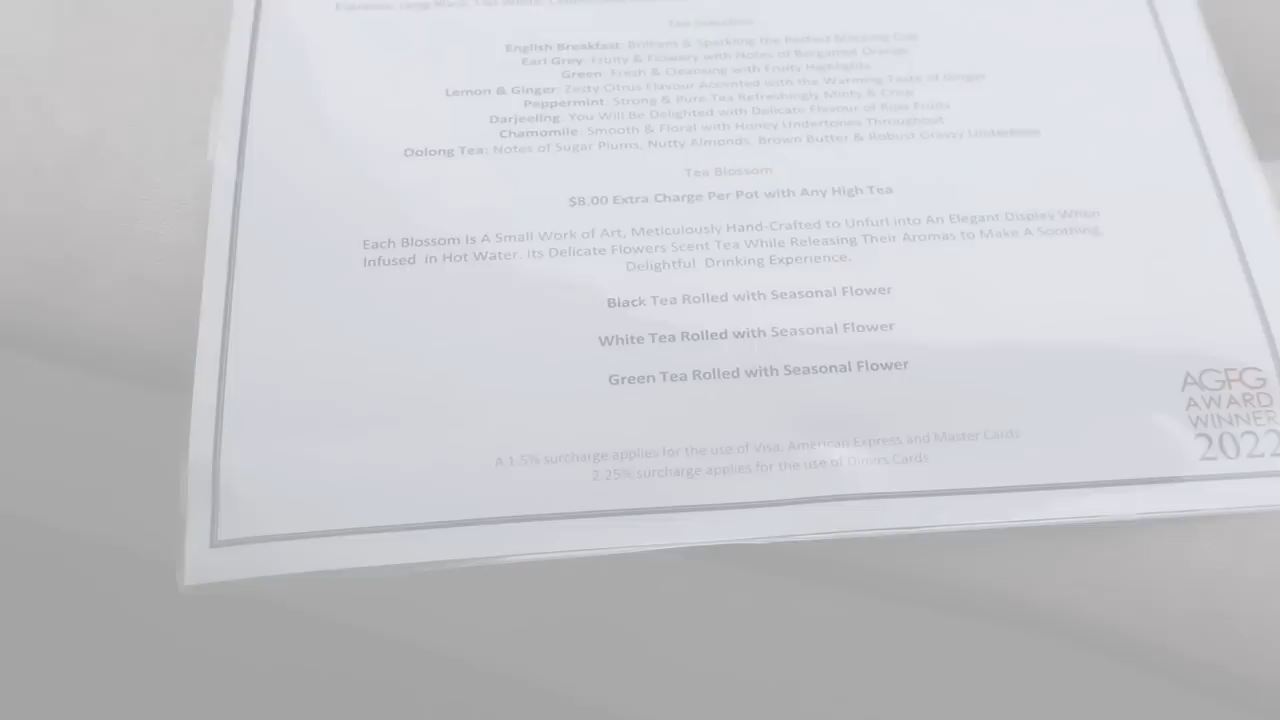 Tea Selection
English Breakfast: Brilliant & Sparkling the Perfect Morning Cup
Earl Grey: Fruity & Flowery with Notes of Bergamot Orange
Green: Fresh & Cleansing with Fruity Highlights
Lemon & Ginger: Zesty Citrus Flavour Accented with the Warming Taste of Ginger
Peppermint: Strong & Pure Tea Refreshingly Minty & Crisp
Darjeeling: You Will Be Delighted with Delicate Flavour of Ripe Fruits
Chamomile: Smooth & Floral with Honey Undertones Throughout
Oolong Tea: Notes of Sugar Plums, Nutty Almonds, Brown Butter & Robust Grassy Undertone
Tea Blossom
$8.00 Extra Charge Per Pot with Any High Tea
Each Blossom Is A Small Work of Art, Meticulously Hand-Crafted to Unfurl into An Elegant Display When
Infused in Hot Water. Its Delicate Flowers Scent Tea While Releasing Their Aromas to Make A Soothing,
Delightful Drinking Experience.
Black Tea Rolled with Seasonal Flower
White Tea Rolled with Seasonal Flower
Green Tea Rolled with Seasonal Flower
A 1.5% surcharge applies for the use of Visa, American Express and Master Cards
2.25% surcharge applies for the use of Diners Cards
AGFG
AWARD
WINNER
2022